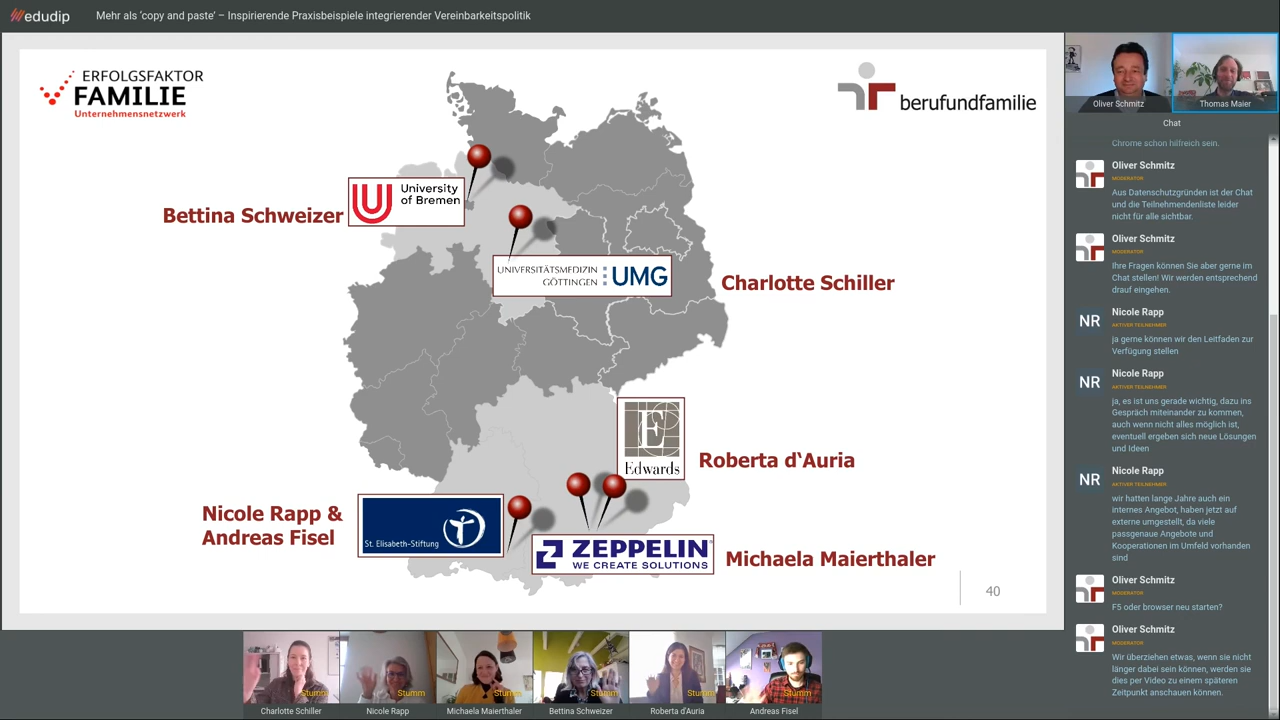 edudip
Mehr als ‘copy and paste’ – Inspirierende Praxisbeispiele integrierender Vereinbarkeitspolitik
ERFOLGSFAKTOR
FAMILIE
Unternehmensnetzwerk
berufundfamilie
Bettina Schweizer
University
of Bremen
UNIVERSITÄTSMEDIZIN
GÖTTINGEN
UMG
Charlotte Schiller
E
Edwards
Roberta d‘Auria
Nicole Rapp &
Andreas Fisel
St. Elisabeth-Stiftung
ZEPPELIN
WE CREATE SOLUTIONS
Michaela Maierthaler
40
Oliver Schmitz
Thomas Maier
Chat
Chrome schon hilfreich sein.
Oliver Schmitz
MODERATOR
Aus Datenschutzgründen ist der Chat
und die Teilnehmendenliste leider
nicht für alle sichtbar.
Oliver Schmitz
MODERATOR
Ihre Fragen können Sie aber gerne im
Chat stellen! Wir werden entsprechend
drauf eingehen.
NR
Nicole Rapp
AKTIVER TEILNEHMER
ja gerne können wir den Leitfaden zur
Verfügung stellen
NR
Nicole Rapp
AKTIVER TEILNEHMER
ja, es ist uns gerade wichtig, dazu ins
Gespräch miteinander zu kommen,
auch wenn nicht alles möglich ist,
eventuell ergeben sich neue Lösungen
und Ideen
NR
Nicole Rapp
AKTIVER TEILNEHMER
wir hatten lange Jahre auch ein
internes Angebot, haben jetzt auf
externe umgestellt, da viele
passgenaue Angebote und
Kooperationen im Umfeld vorhanden
sind
Oliver Schmitz
MODERATOR
F5 oder browser neu starten?
Oliver Schmitz
MODERATOR
Wir überziehen etwas, wenn sie nicht
länger dabei sein können, werden sie
dies per Video zu einem späteren
Zeitpunkt anschauen können.
Stumm
Stumm
Stumm
Stumm
Stumm
Stumm
Charlotte Schiller
Nicole Rapp
Michaela Maierthaler
Bettina Schweizer
Roberta d'Auria
Andreas Fisel